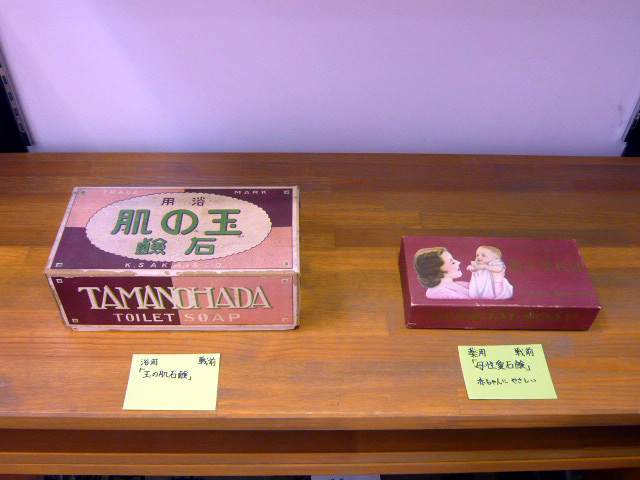 TRADE MARK
用浴
肌の玉
鹸石
TAMANOHADA
TOILET SOAP
浴用 戦前
「玉の肌石鹸」
薬用 戦前
「母性愛石鹸」
赤ちゃんに やさしい